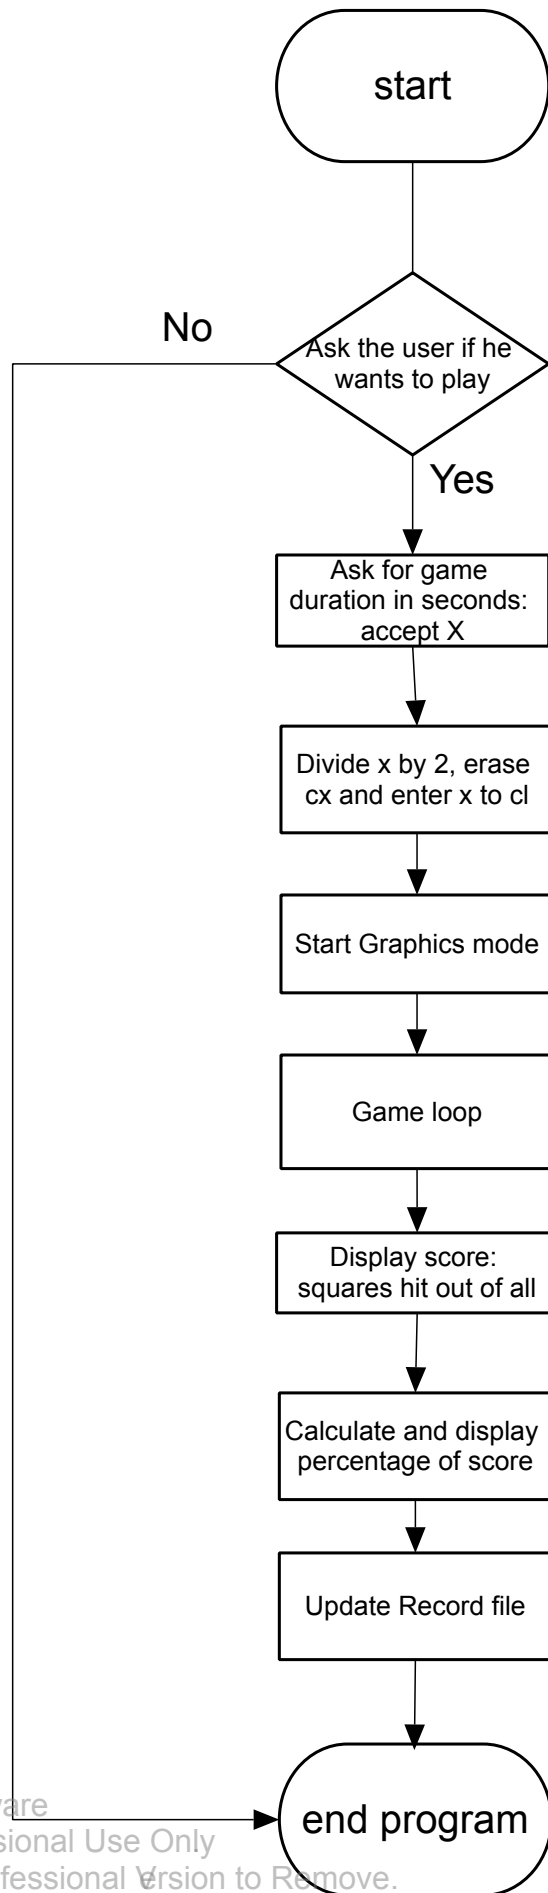 start
No
Ask the user if he
wants to play
Yes
Ask for game
duration in seconds:
accept X
Divide x by 2, erase
cx and enter x to cl
Start Graphics mode
Game loop
Display score:
squares hit out of all
Calculate and display
percentage of score
Update Record file
end program
Use Only
to Remove.